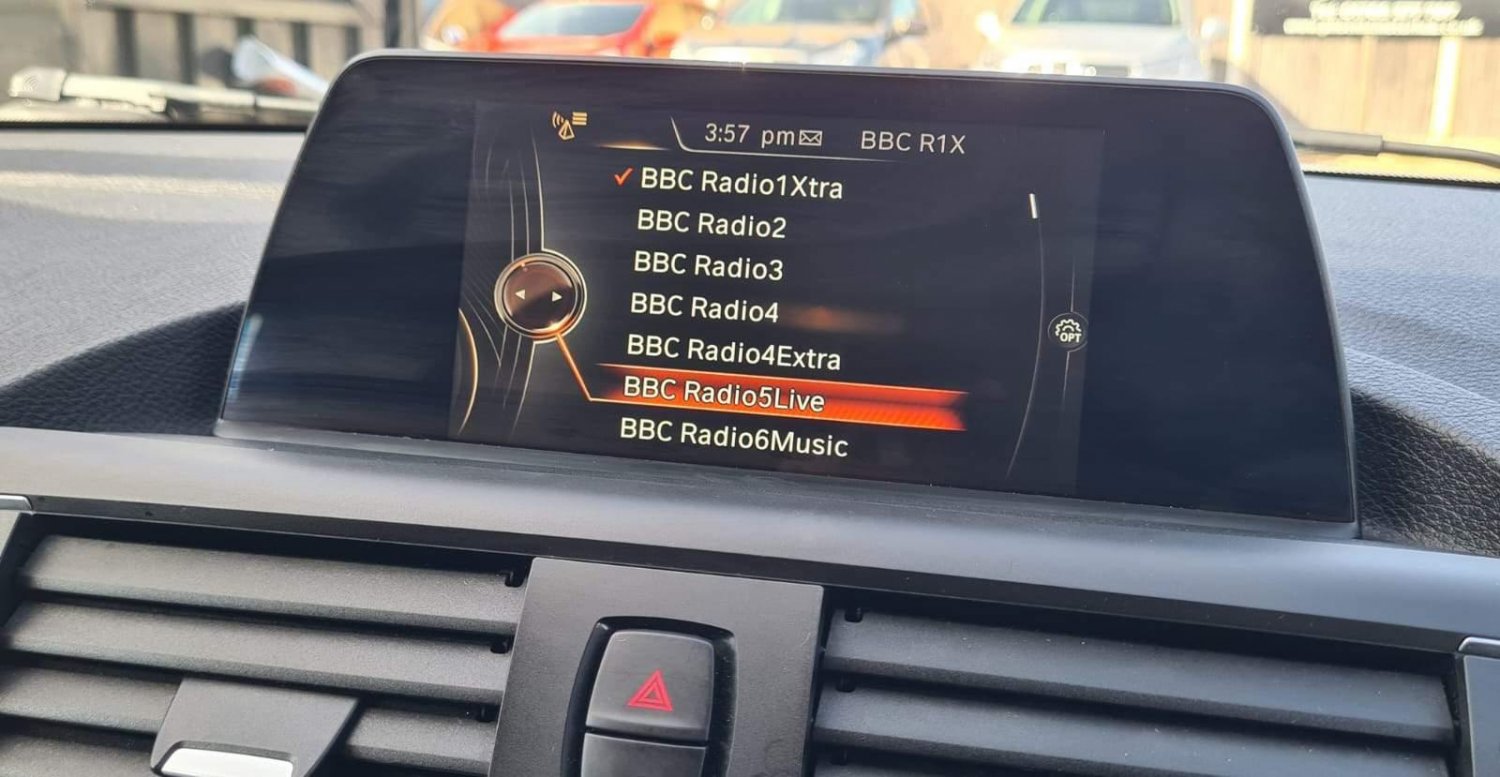 3:57 pm BBC R1X
BBC Radio1Xtra
BBC Radio2
BBC Radio3
BBC Radio4
BBC Radio4Extra
BBC Radio5Live
BBC Radio6Music
OPT